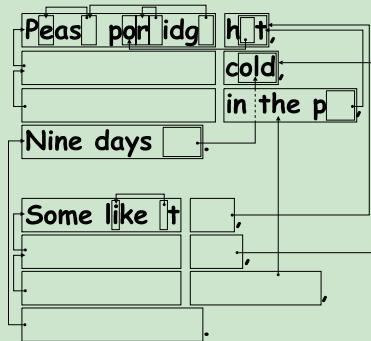 Peas por idg h t,
cold,
in the p ,
Nine days .
Some like t ,
,
,
.